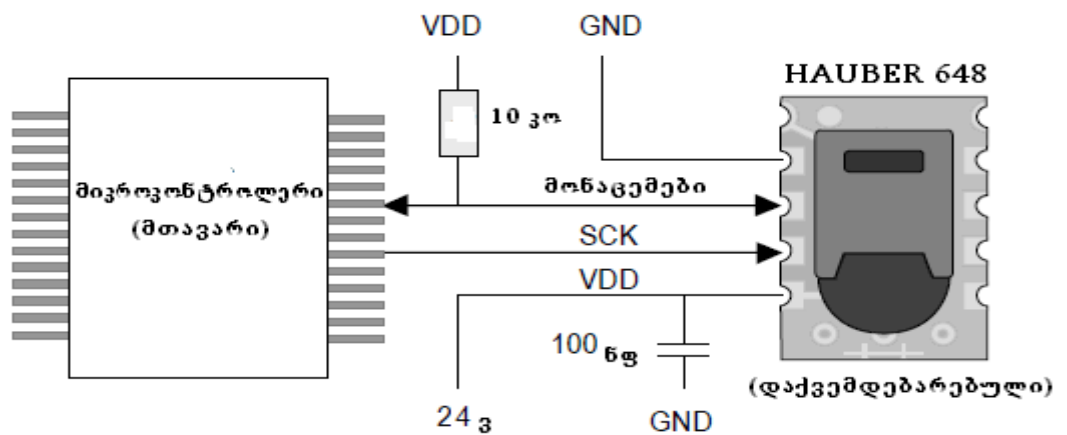 VDD
GND
HAUBER 648
10 კო
მიკროკონტროლერი
(მთავარი)
მონაცემები
SCK
VDD
100 ნფ
(დაქვემდებარებული)
24 ვ
GND